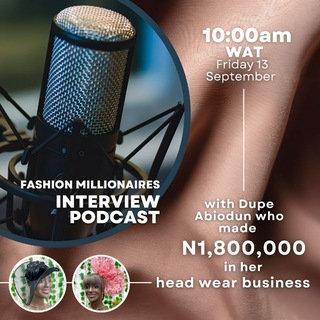 10:00am
WAT
Friday 13
September
FASHION MILLIONAIRES
INTERVIEW
PODCAST
with Dupe
Abiodun who
made
N1,800,000
in her
head wear business